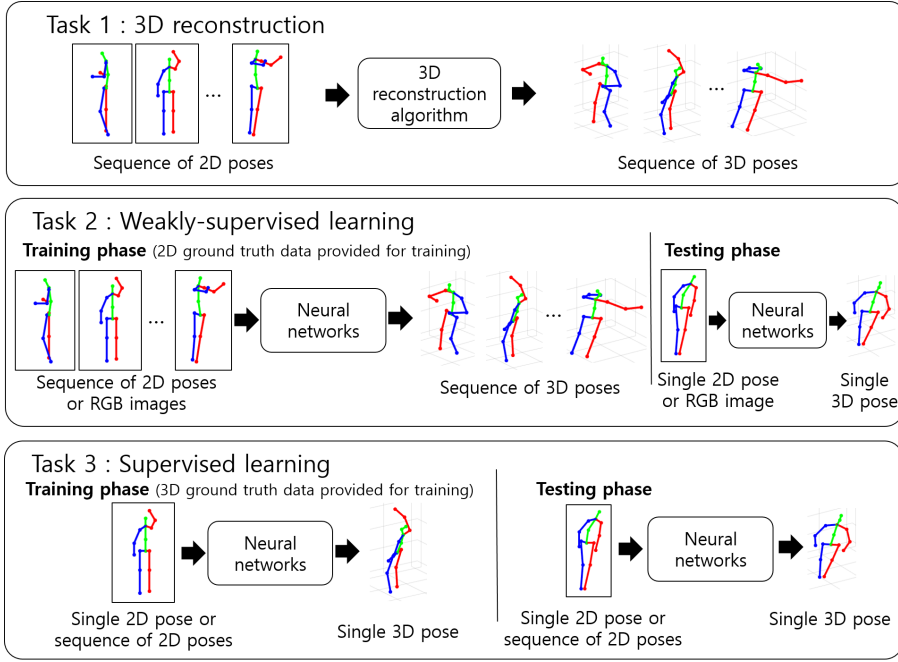 Task 1 : 3D reconstruction
...
3D
reconstruction
algorithm
...
Sequence of 2D poses
Sequence of 3D poses
Task 2 : Weakly-supervised learning
Training phase (2D ground truth data provided for training)
...
Neural
networks
...
Sequence of 2D poses
or RGB images
Sequence of 3D poses
Testing phase
Neural
networks
Single 2D pose
or RGB image
Single
3D pose
Task 3 : Supervised learning
Training phase (3D ground truth data provided for training)
Neural
networks
Single 2D pose or
sequence of 2D poses
Single 3D pose
Testing phase
Neural
networks
Single 2D pose or
sequence of 2D poses
Single 3D pose